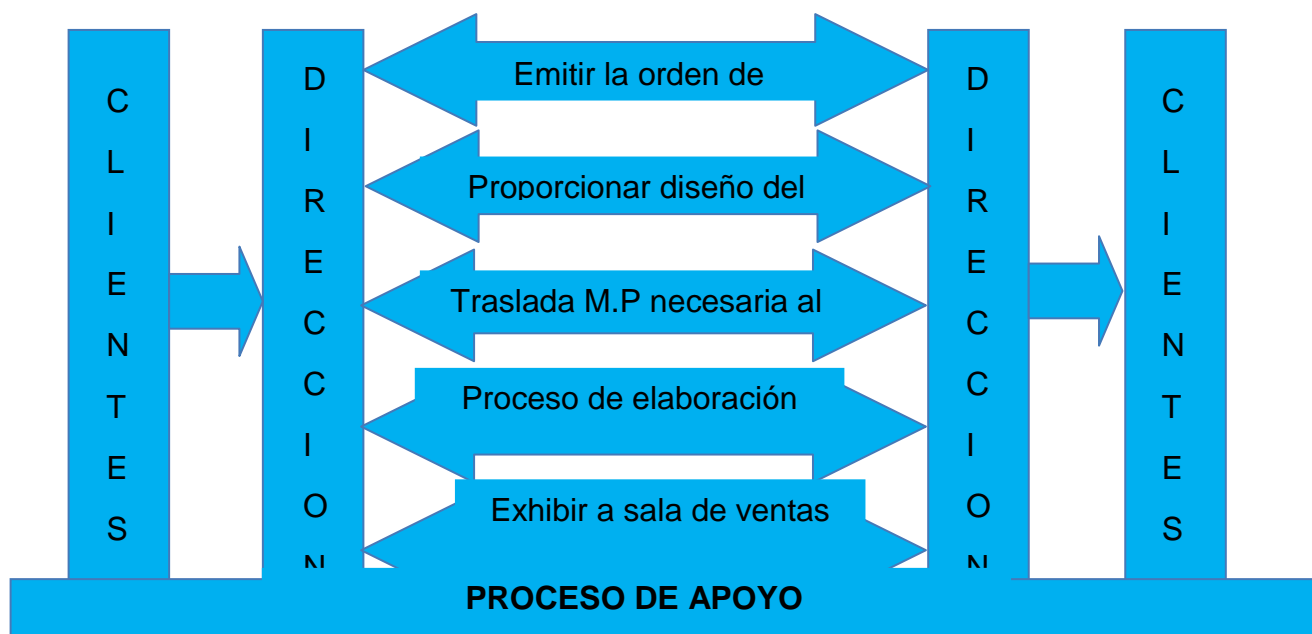 CLIENTES
DIRECCION
Emitir la orden de
Proporcionar diseño del
Traslada M.P necesaria al
Proceso de elaboración
Exhibir a sala de ventas
DIRECCION
CLIENTES
PROCESO DE APOYO